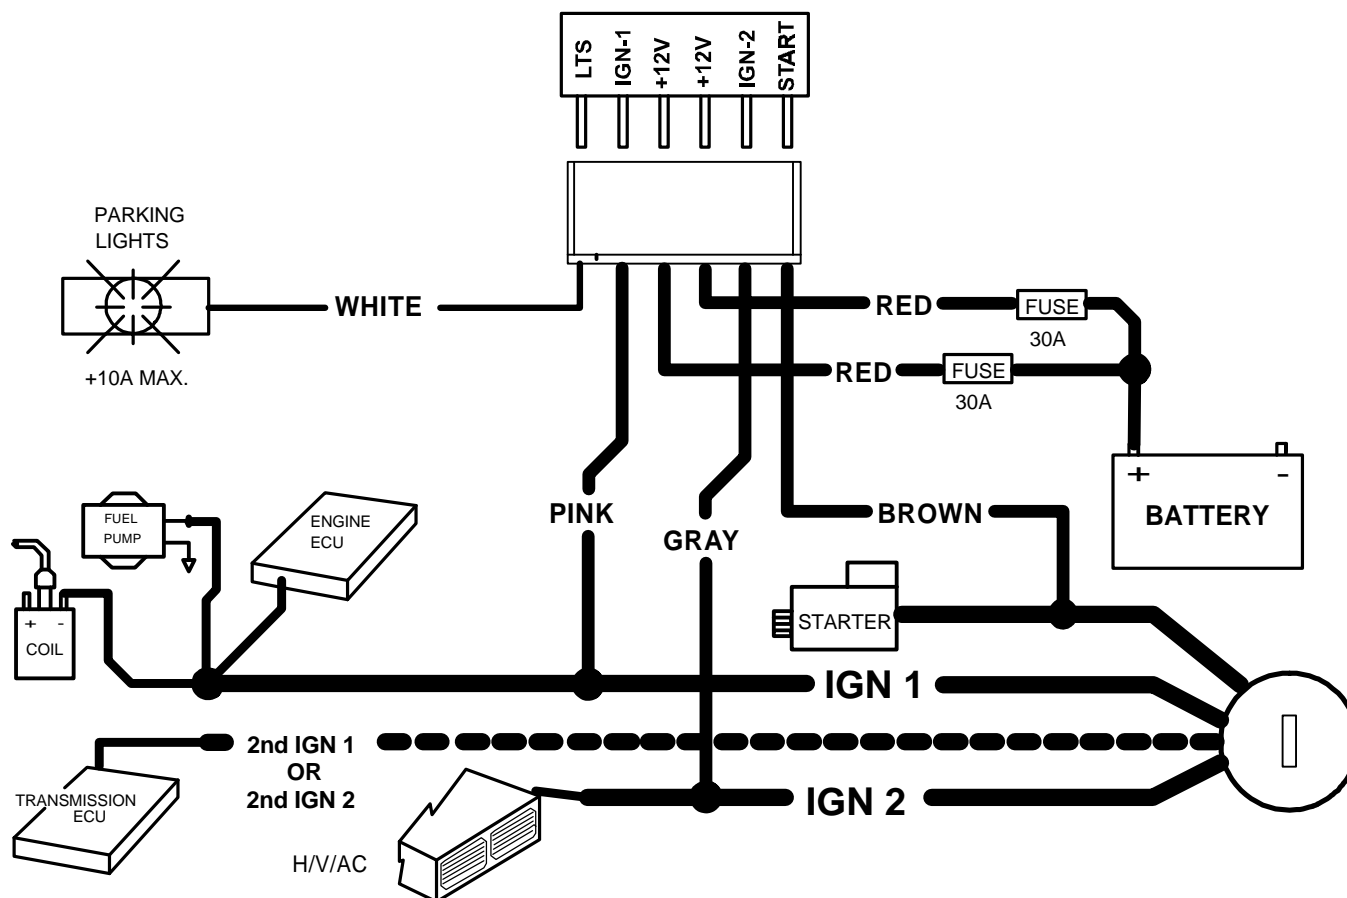 LTS
IGN-1
+12V
+12V
IGN-2
START
PARKING
LIGHTS
+10A MAX.
WHITE
RED
FUSE
30A
RED
FUSE
30A
+ -
BATTERY
PINK
GRAY
BROWN
FUEL
PUMP
ENGINE
ECU
+ -
COIL
STARTER
IGN 1
2nd IGN 1
OR
2nd IGN 2
TRANSMISSION
ECU
IGN 2
H/V/AC